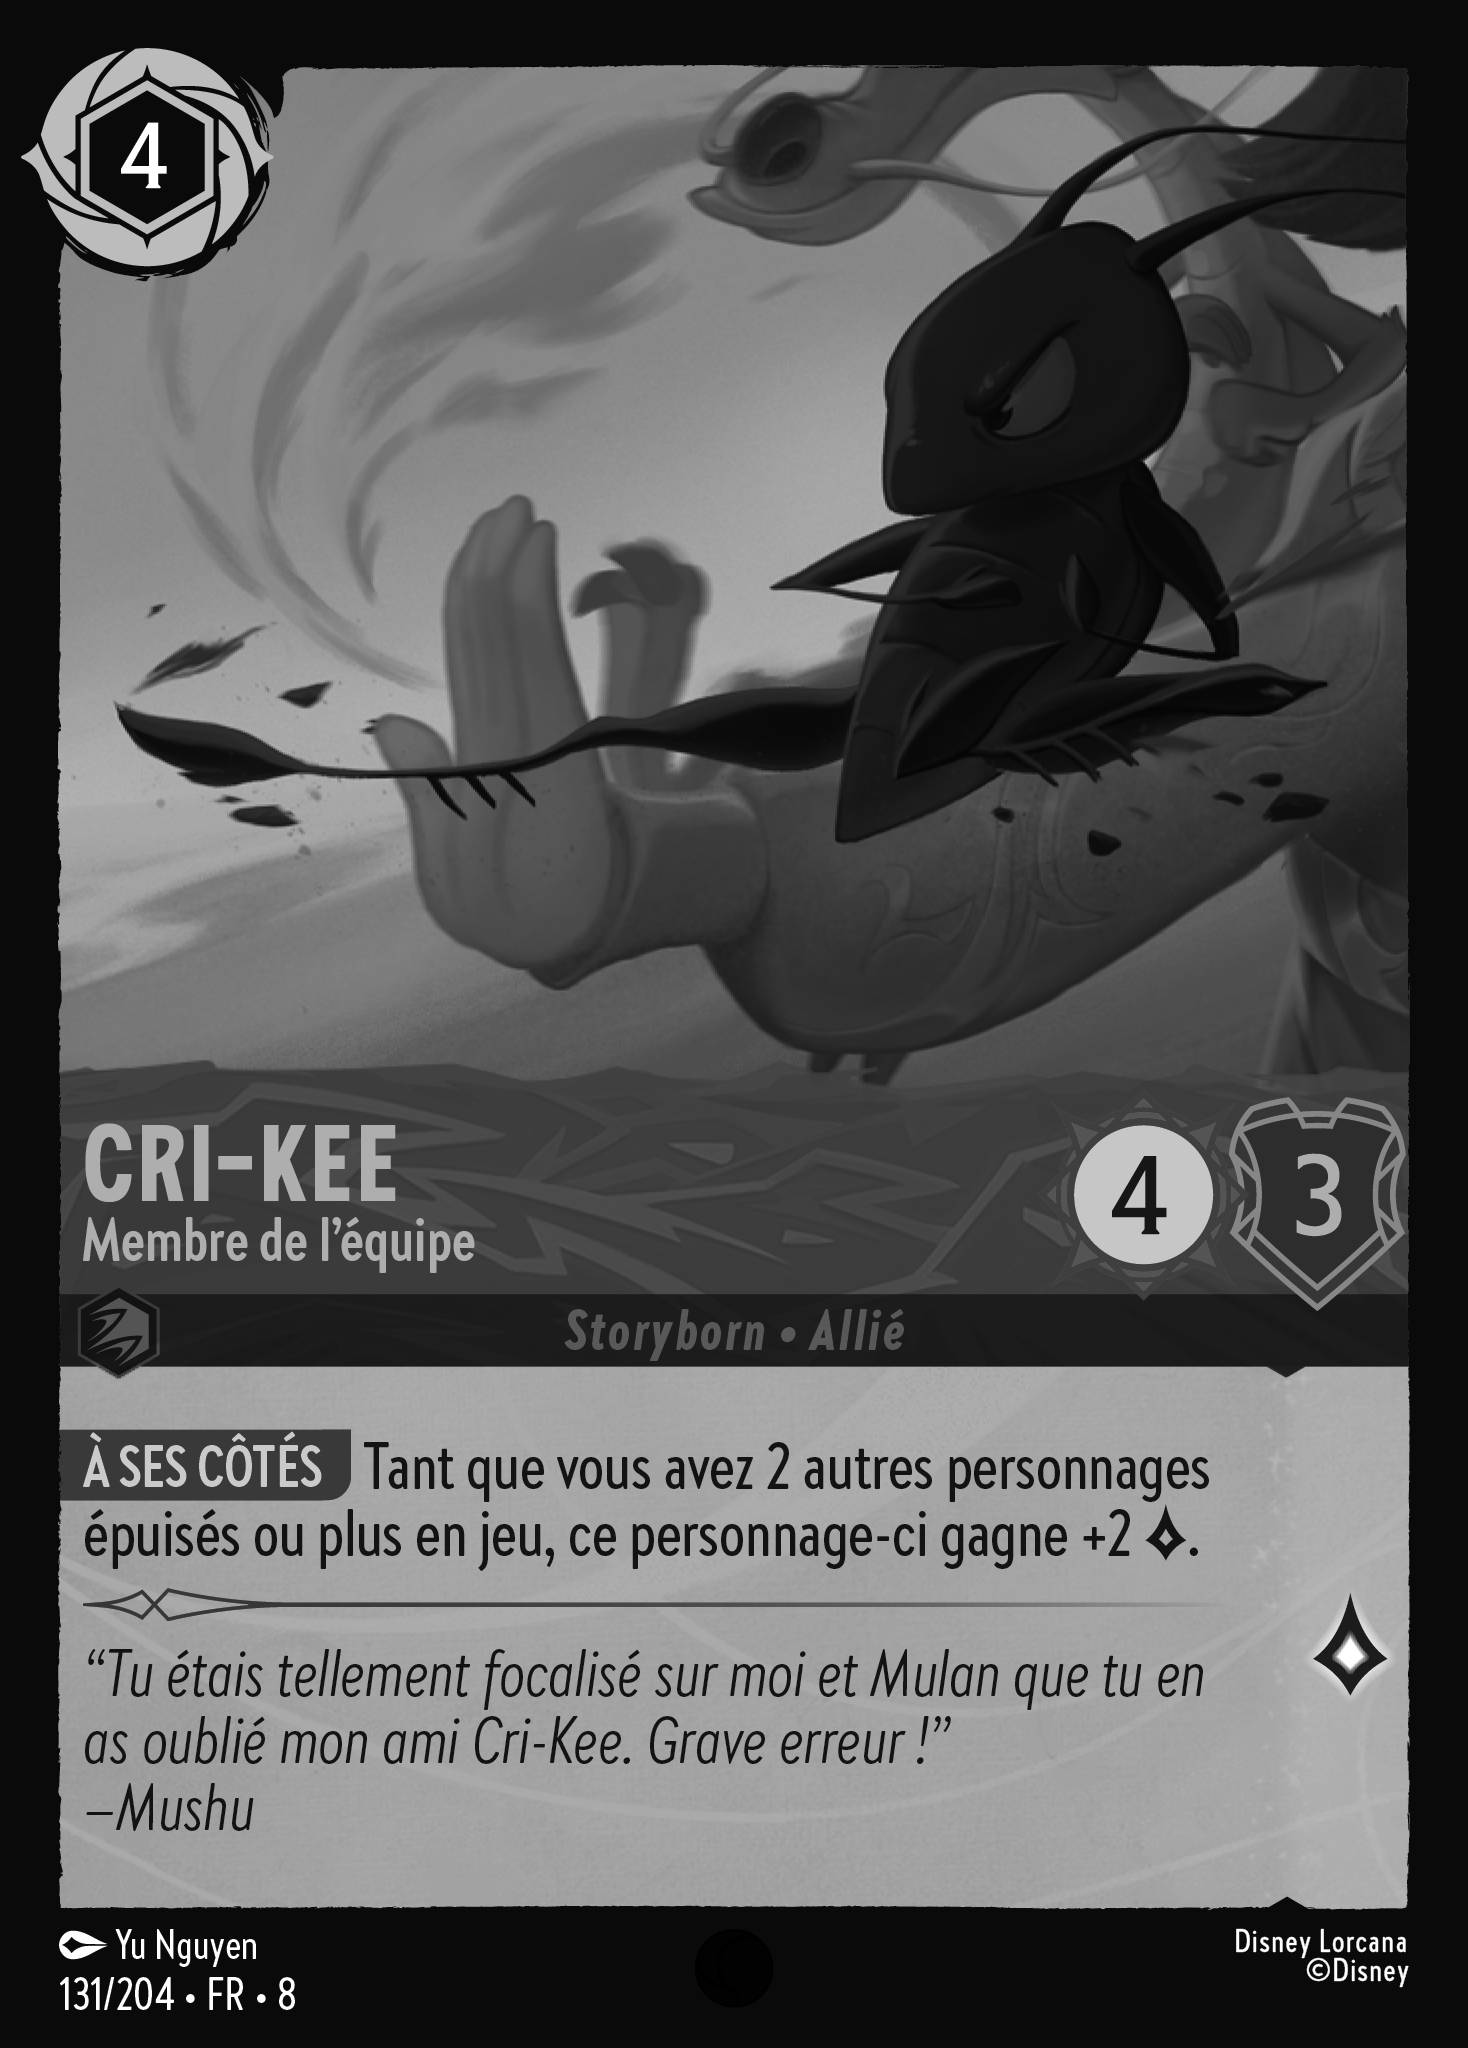 4
CRI-KEE
Membre de l'équipe
4
3
Storyborn • Allié
À SES CÔTÉS Tant que vous avez 2 autres personnages
épuisés ou plus en jeu, ce personnage-ci gagne +2 .
“Tu étais tellement focalisé sur moi et Mulan que tu en
as oublié mon ami Cri-Kee. Grave erreur !”
–Mushu
Yu Nguyen
131/204 • FR • 8
Disney Lorcana
©Disney